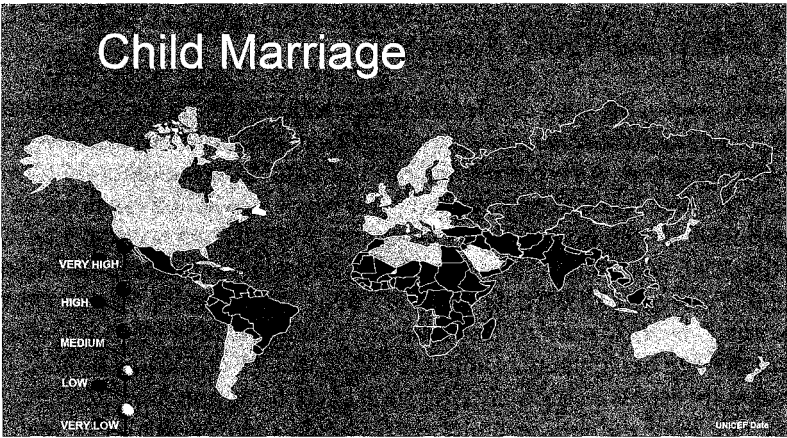 Child Marriage
VERY HIGH
HIGH
MEDIUM
LOW
VERY LOW
UNICEF Data